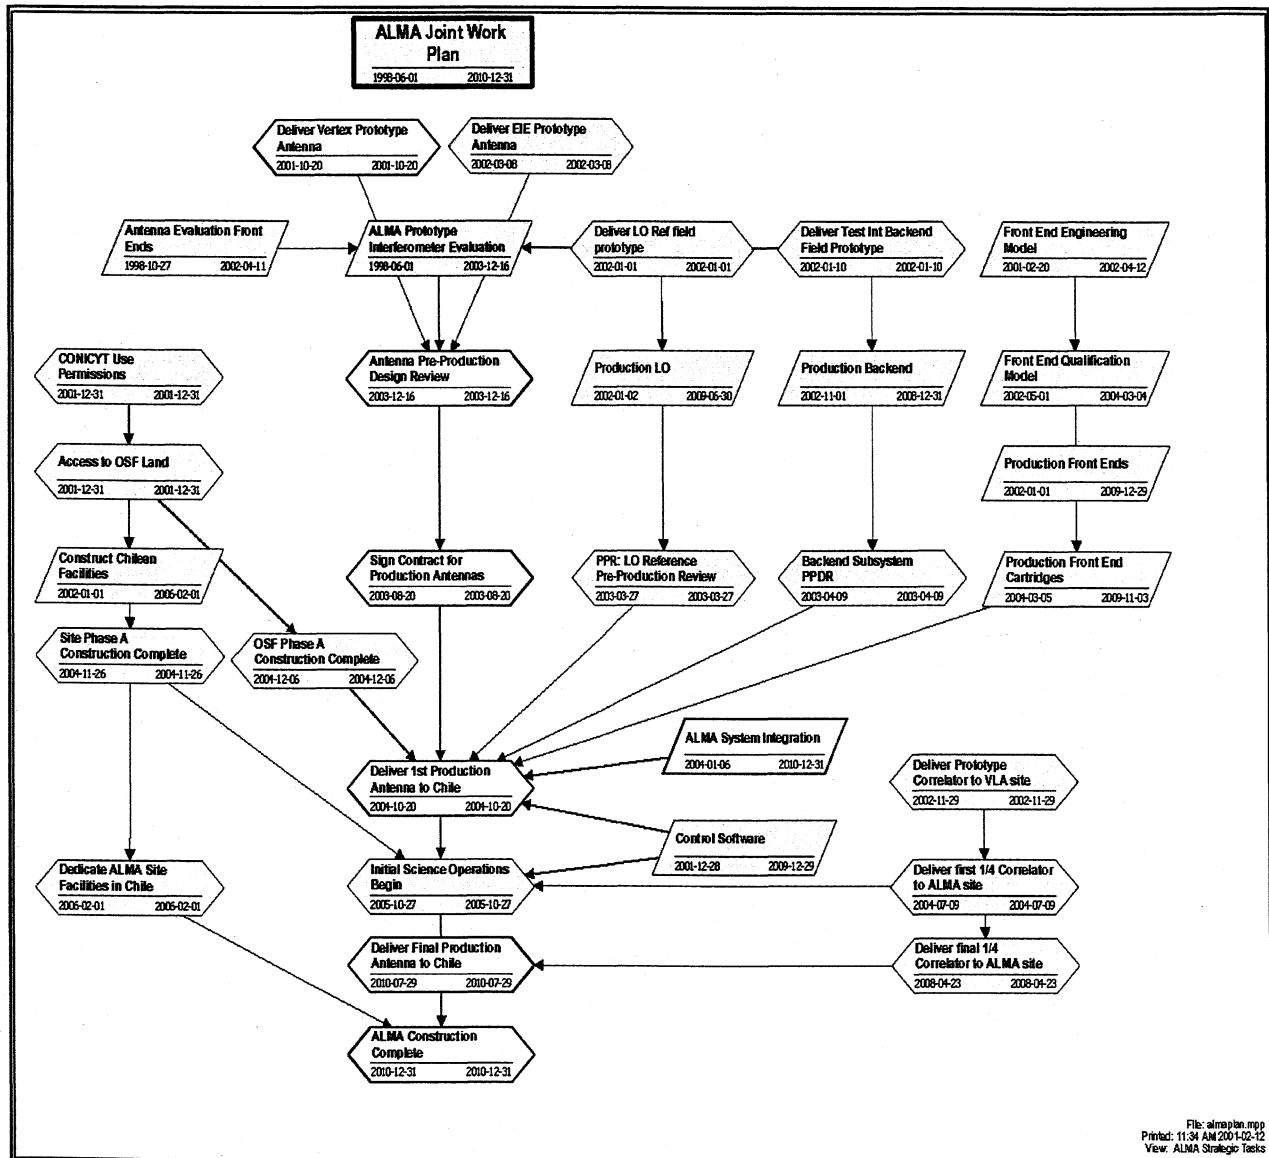 ALMA Joint Work
Plan
1998-06-01 2010-12-31
Deliver Vertex Prototype
Antenna
2001-10-20 2001-10-20
Deliver EIE Prototype
Antenna
2002-03-08 2002-03-08
Antenna Evaluation Front
Ends
1998-10-27 2002-04-11
ALMA Prototype
Interferometer Evaluation
1998-06-01 2003-12-16
Deliver LO Ref field
prototype
2002-01-01 2002-01-01
Deliver Test Int Backend
Field Prototype
2002-01-10 2002-01-10
Front End Engineering
Model
2001-02-20 2002-04-12
CONICYT Use
Permissions
2001-12-31 2001-12-31
Antenna Pre-Production
Design Review
2003-12-16 2003-12-16
Production LO
2002-01-02 2009-06-30
Production Backend
2002-11-01 2008-12-31
Front End Qualification
Model
2002-05-01 2004-03-04
Access to OSF Land
2001-12-31 2001-12-31
Production Front Ends
2002-01-01 2009-12-29
Construct Chilean
Facilities
2002-01-01 2006-02-01
Sign Contract for
Production Antennas
2003-08-20 2003-08-20
PPR: LO Reference
Pre-Production Review
2003-03-27 2003-03-27
Backend Subsystem
PPDR
2003-04-09 2003-04-09
Production Front End
Cartridges
2004-03-05 2009-11-03
Site Phase A
Construction Complete
2004-11-26 2004-11-26
OSF Phase A
Construction Complete
2004-12-06 2004-12-06
ALMA System Integration
2004-01-06 2010-12-31
Deliver 1st Production
Antenna to Chile
2004-10-20 2004-10-20
Deliver Prototype
Correlator to VLA site
2002-11-29 2002-11-29
Control Software
2001-12-28 2009-12-29
Dedicate ALMA Site
Facilities in Chile
2006-02-01 2006-02-01
Initial Science Operations
Begin
2005-10-27 2005-10-27
Deliver first 1/4 Correlator
to ALMA site
2004-07-09 2004-07-09
Deliver Final Production
Antenna to Chile
2010-07-29 2010-07-29
Deliver final 1/4
Correlator to ALMA site
2008-04-23 2008-04-23
ALMA Construction
Complete
2010-12-31 2010-12-31
File: almaplan.mpp
Printed: 11:34 AM 2001-02-12
View: ALMA Strategic Tasks